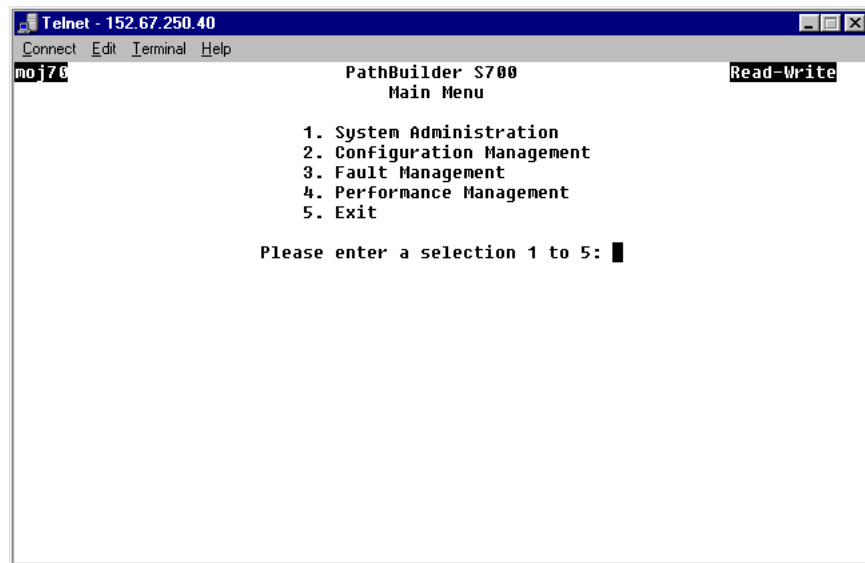 Telnet - 152.67.250.40
Connect Edit Terminal Help
moj70 PathBuilder S700 Read-Write
Main Menu
1. System Administration
2. Configuration Management
3. Fault Management
4. Performance Management
5. Exit
Please enter a selection 1 to 5: